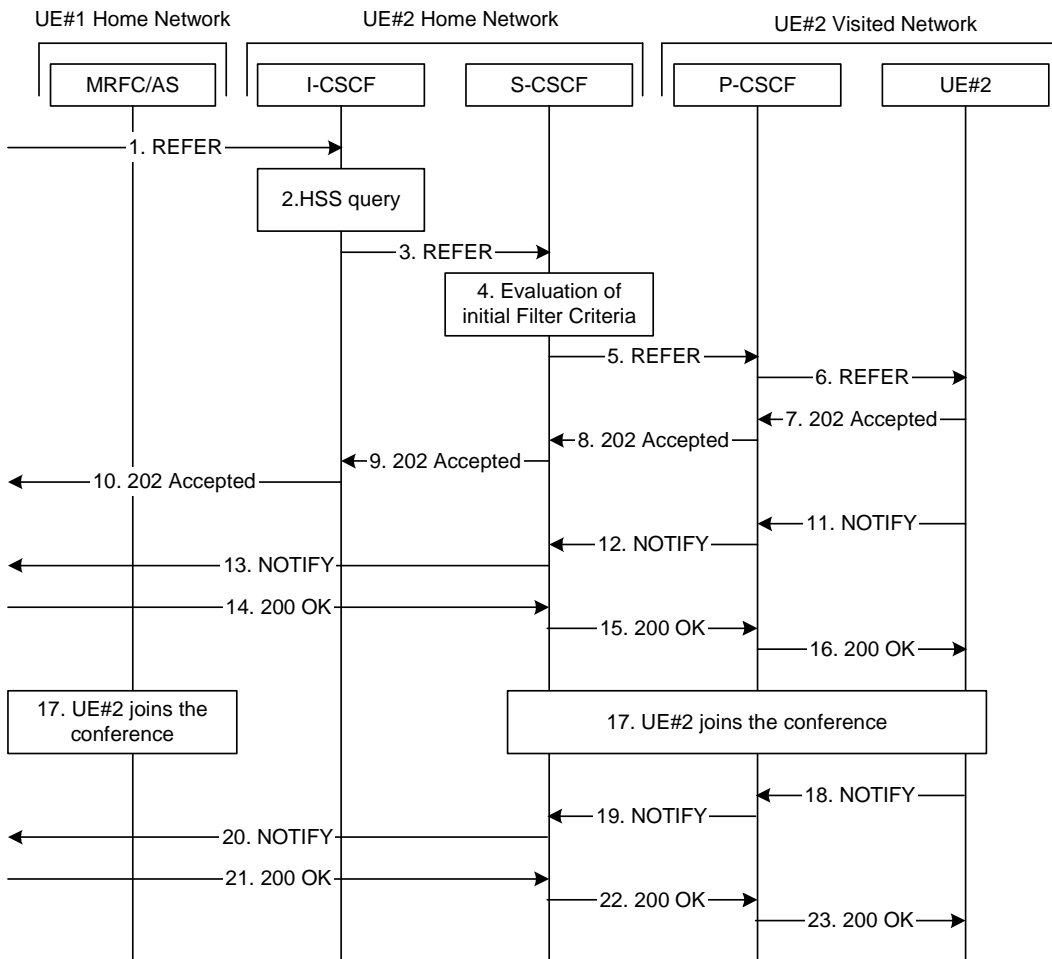 UE#1 Home Network
UE#2 Home Network
UE#2 Visited Network
MRFC/AS
I-CSCF
S-CSCF
P-CSCF
UE#2
1. REFER
2.HSS query
3. REFER
4. Evaluation of
initial Filter Criteria
5. REFER
6. REFER
7. 202 Accepted
8. 202 Accepted
9. 202 Accepted
10. 202 Accepted
11. NOTIFY
12. NOTIFY
13. NOTIFY
14. 200 OK
15. 200 OK
16. 200 OK
17. UE#2 joins the
conference
17. UE#2 joins the conference
18. NOTIFY
19. NOTIFY
20. NOTIFY
21. 200 OK
22. 200 OK
23. 200 OK